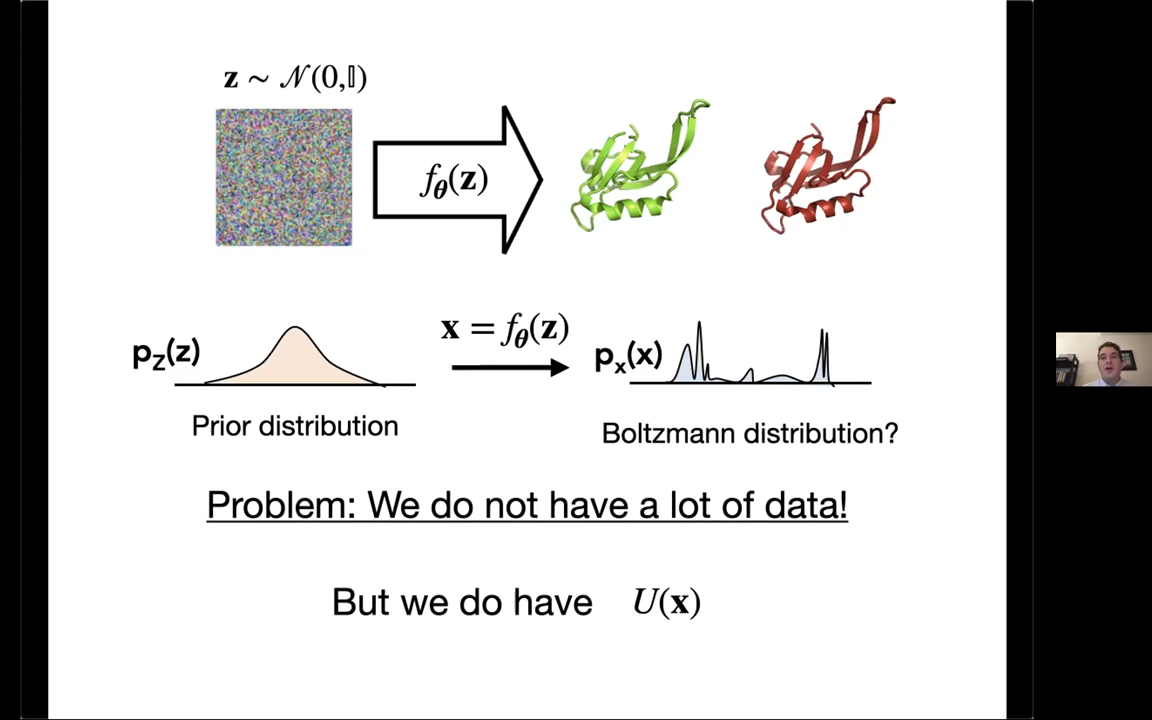 z ~ 𝒩(0,𝕀)
f_θ(z)
x = f_θ(z)
p_Z(z)
p_x(x)
Prior distribution
Boltzmann distribution?
Problem: We do not have a lot of data!
But we do have U(x)